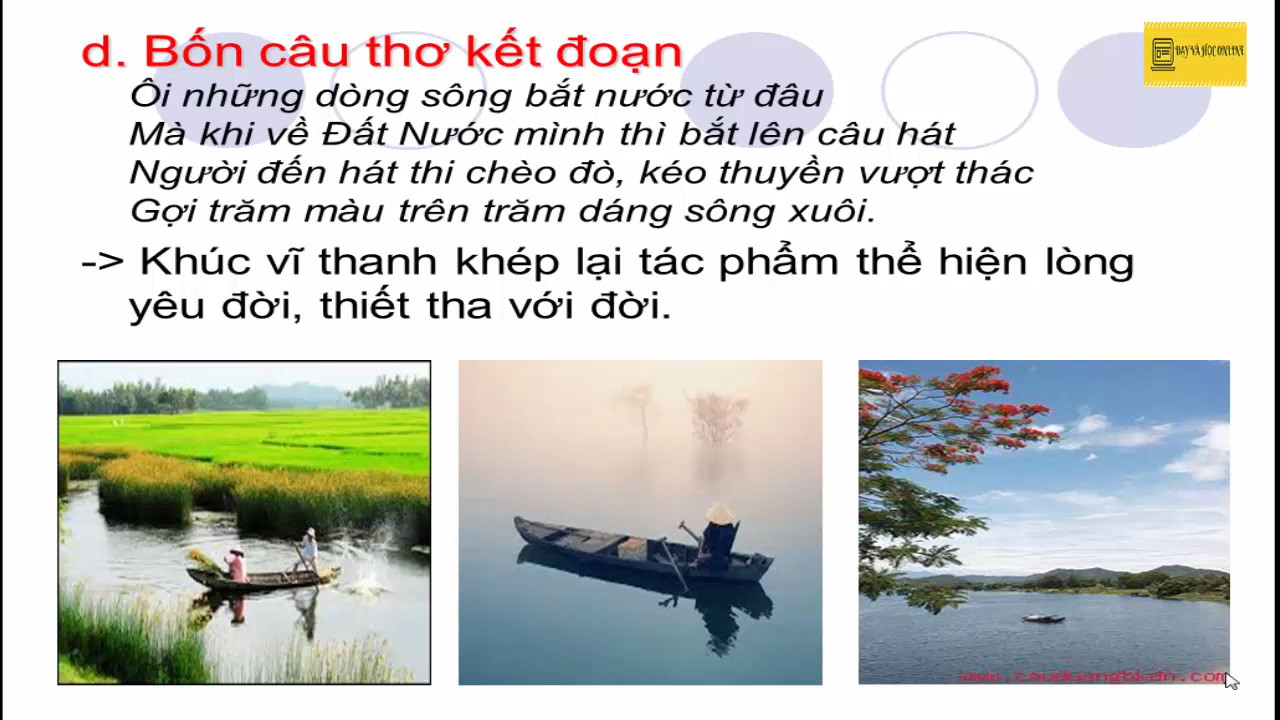 d. Bốn câu thơ kết đoạn
DẠY VÀ HỌC ONLINE
Ôi những dòng sông bắt nước từ đâu
Mà khi về Đất Nước mình thì bắt lên câu hát
Người đến hát thi chèo đò, kéo thuyền vượt thác
Gợi trăm màu trên trăm dáng sông xuôi.
-> Khúc vĩ thanh khép lại tác phẩm thể hiện lòng
yêu đời, thiết tha với đời.
www.cauduongbkdn.com